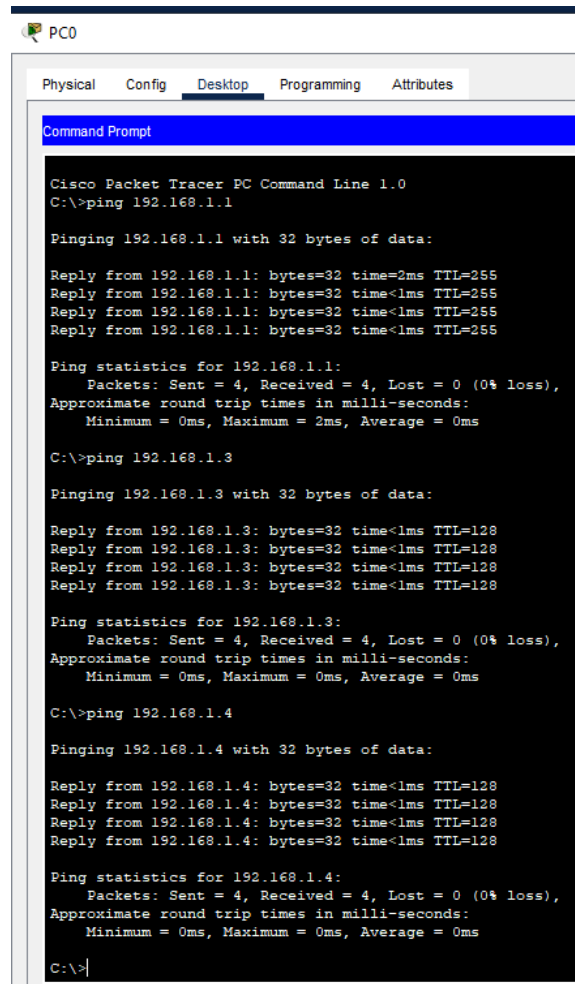 PC0
Physical Config Desktop Programming Attributes
Command Prompt
Cisco Packet Tracer PC Command Line 1.0
C:\>ping 192.168.1.1
Pinging 192.168.1.1 with 32 bytes of data:
Reply from 192.168.1.1: bytes=32 time=2ms TTL=255
Reply from 192.168.1.1: bytes=32 time<1ms TTL=255
Reply from 192.168.1.1: bytes=32 time<1ms TTL=255
Reply from 192.168.1.1: bytes=32 time<1ms TTL=255
Ping statistics for 192.168.1.1:
    Packets: Sent = 4, Received = 4, Lost = 0 (0% loss),
Approximate round trip times in milli-seconds:
    Minimum = 0ms, Maximum = 2ms, Average = 0ms
C:\>ping 192.168.1.3
Pinging 192.168.1.3 with 32 bytes of data:
Reply from 192.168.1.3: bytes=32 time<1ms TTL=128
Reply from 192.168.1.3: bytes=32 time<1ms TTL=128
Reply from 192.168.1.3: bytes=32 time<1ms TTL=128
Reply from 192.168.1.3: bytes=32 time<1ms TTL=128
Ping statistics for 192.168.1.3:
    Packets: Sent = 4, Received = 4, Lost = 0 (0% loss),
Approximate round trip times in milli-seconds:
    Minimum = 0ms, Maximum = 0ms, Average = 0ms
C:\>ping 192.168.1.4
Pinging 192.168.1.4 with 32 bytes of data:
Reply from 192.168.1.4: bytes=32 time<1ms TTL=128
Reply from 192.168.1.4: bytes=32 time<1ms TTL=128
Reply from 192.168.1.4: bytes=32 time<1ms TTL=128
Reply from 192.168.1.4: bytes=32 time<1ms TTL=128
Ping statistics for 192.168.1.4:
    Packets: Sent = 4, Received = 4, Lost = 0 (0% loss),
Approximate round trip times in milli-seconds:
    Minimum = 0ms, Maximum = 0ms, Average = 0ms
C:\>